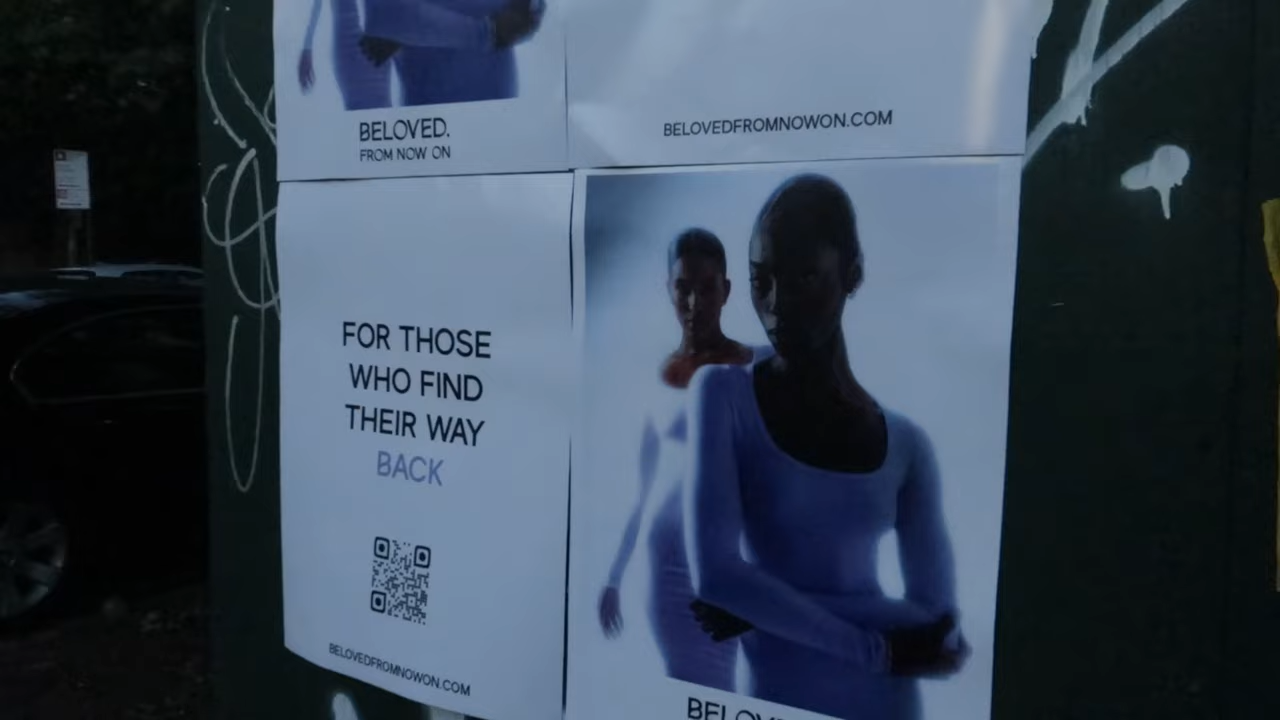 BELOVED.
FROM NOW ON
BELOVEDFROMNOWON.COM
FOR THOSE
WHO FIND
THEIR WAY
BACK
BELOVEDFROMNOWON.COM